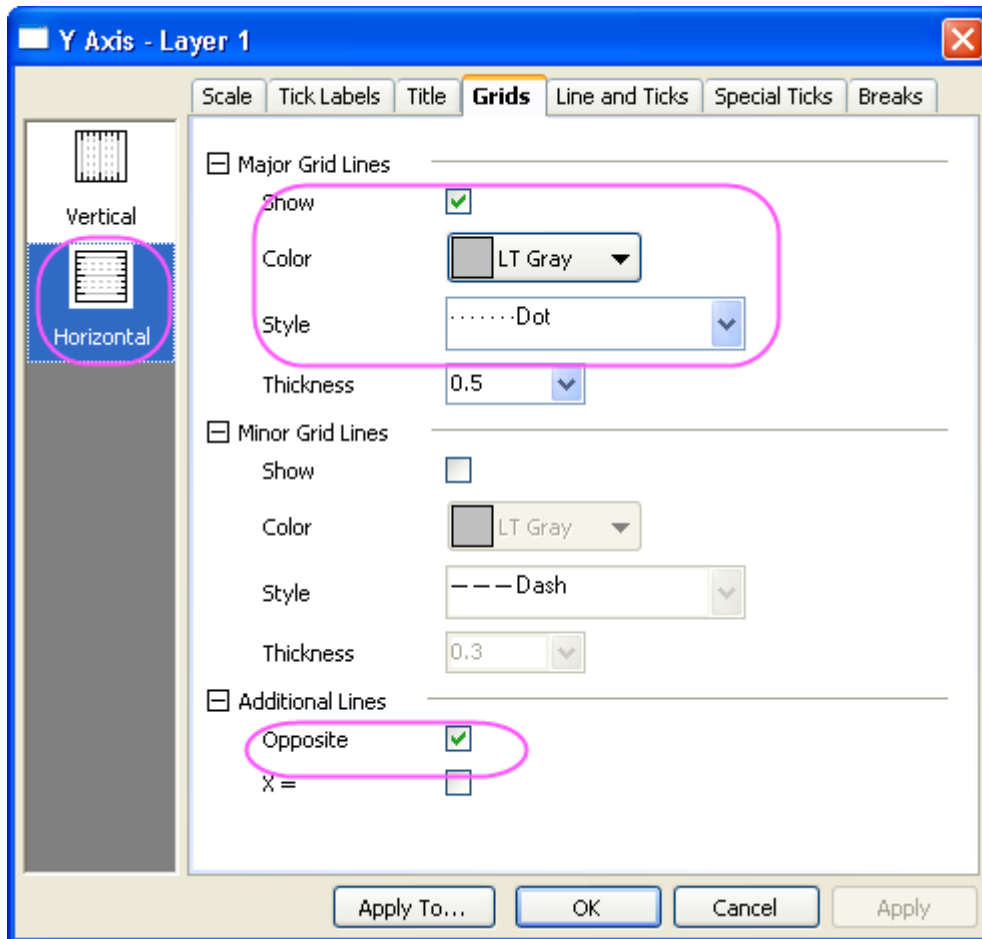 Y Axis - Layer 1
Scale Tick Labels Title Grids Line and Ticks Special Ticks Breaks
Vertical
Horizontal
Major Grid Lines
Show
Color LT Gray
Style ·······Dot
Thickness 0.5
Minor Grid Lines
Show
Color LT Gray
Style ———Dash
Thickness 0.3
Additional Lines
Opposite
X =
Apply To... OK Cancel Apply